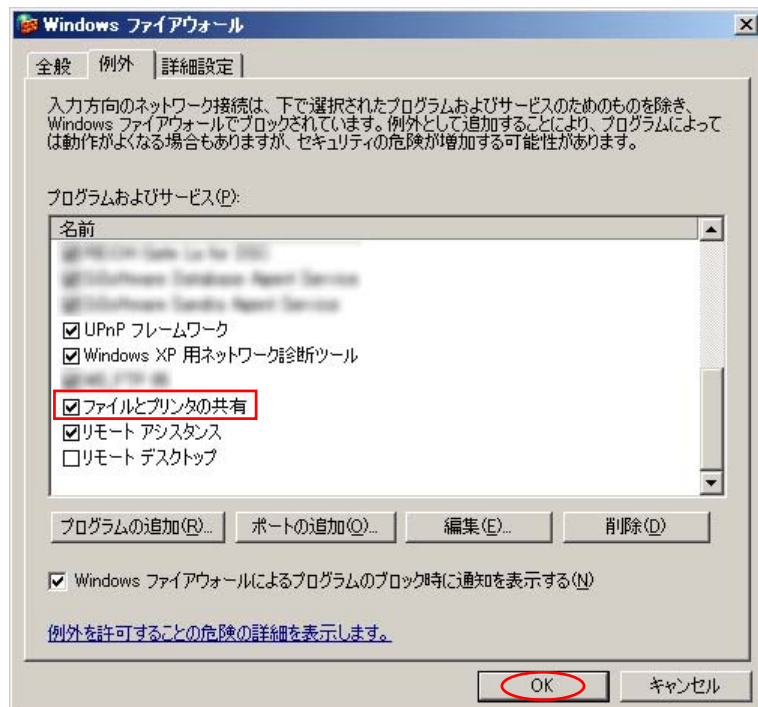 Windows ファイアウォール
全般 例外 詳細設定
入力方向のネットワーク接続は、下で選択されたプログラムおよびサービスのためのものを除き、
Windows ファイアウォールでブロックされています。例外として追加することにより、プログラムによって
は動作がよくなる場合もありますが、セキュリティの危険が増加する可能性があります。
プログラムおよびサービス(P):
名前
UPnP フレームワーク
Windows XP 用ネットワーク診断ツール
ファイルとプリンタの共有
リモート アシスタンス
リモート デスクトップ
プログラムの追加(R)... ポートの追加(O)... 編集(E)... 削除(D)
Windows ファイアウォールによるプログラムのブロック時に通知を表示する(N)
例外を許可することの危険の詳細を表示します。
OK キャンセル